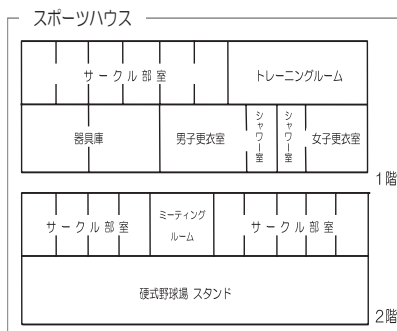 スポーツハウス
サークル部室
トレーニングルーム
器具庫
男子更衣室
シャワー室
シャワー室
女子更衣室
1階
サークル部室
ミーティング
ルーム
サークル部室
硬式野球場 スタンド
2階